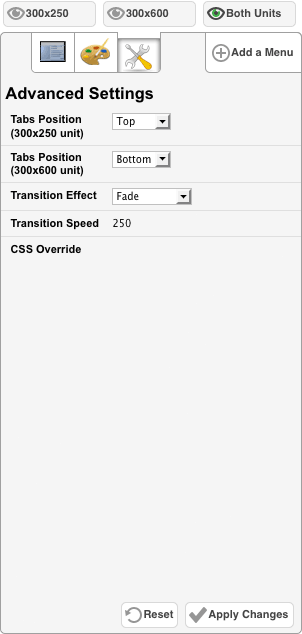 300x250
300x600
Both Units
Add a Menu
Advanced Settings
Tabs Position
(300x250 unit)
Top
Tabs Position
(300x600 unit)
Bottom
Transition Effect
Fade
Transition Speed
250
CSS Override
Reset
Apply Changes